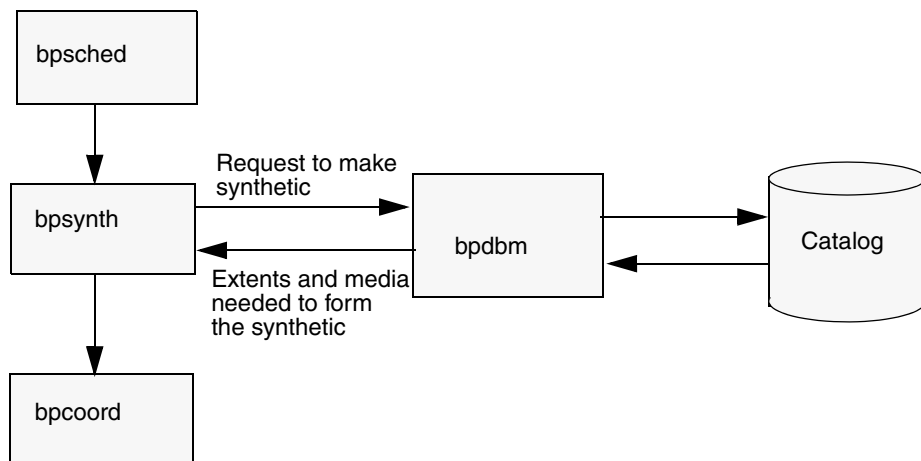 bpsched
Request to make
synthetic
bpsynth
bpdbm
Catalog
Extents and media
needed to form
the synthetic
bpcoord